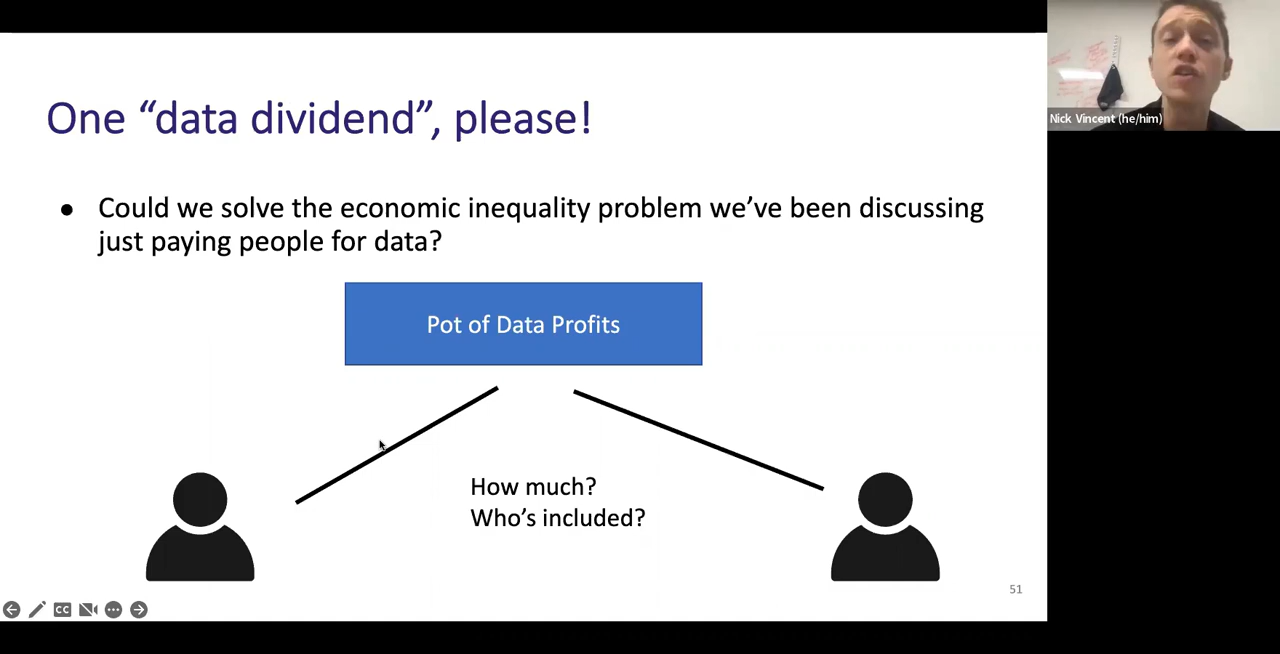 One “data dividend”, please!
Nick Vincent (he/him)
● Could we solve the economic inequality problem we’ve been discussing
just paying people for data?
Pot of Data Profits
How much?
Who’s included?
51
CC